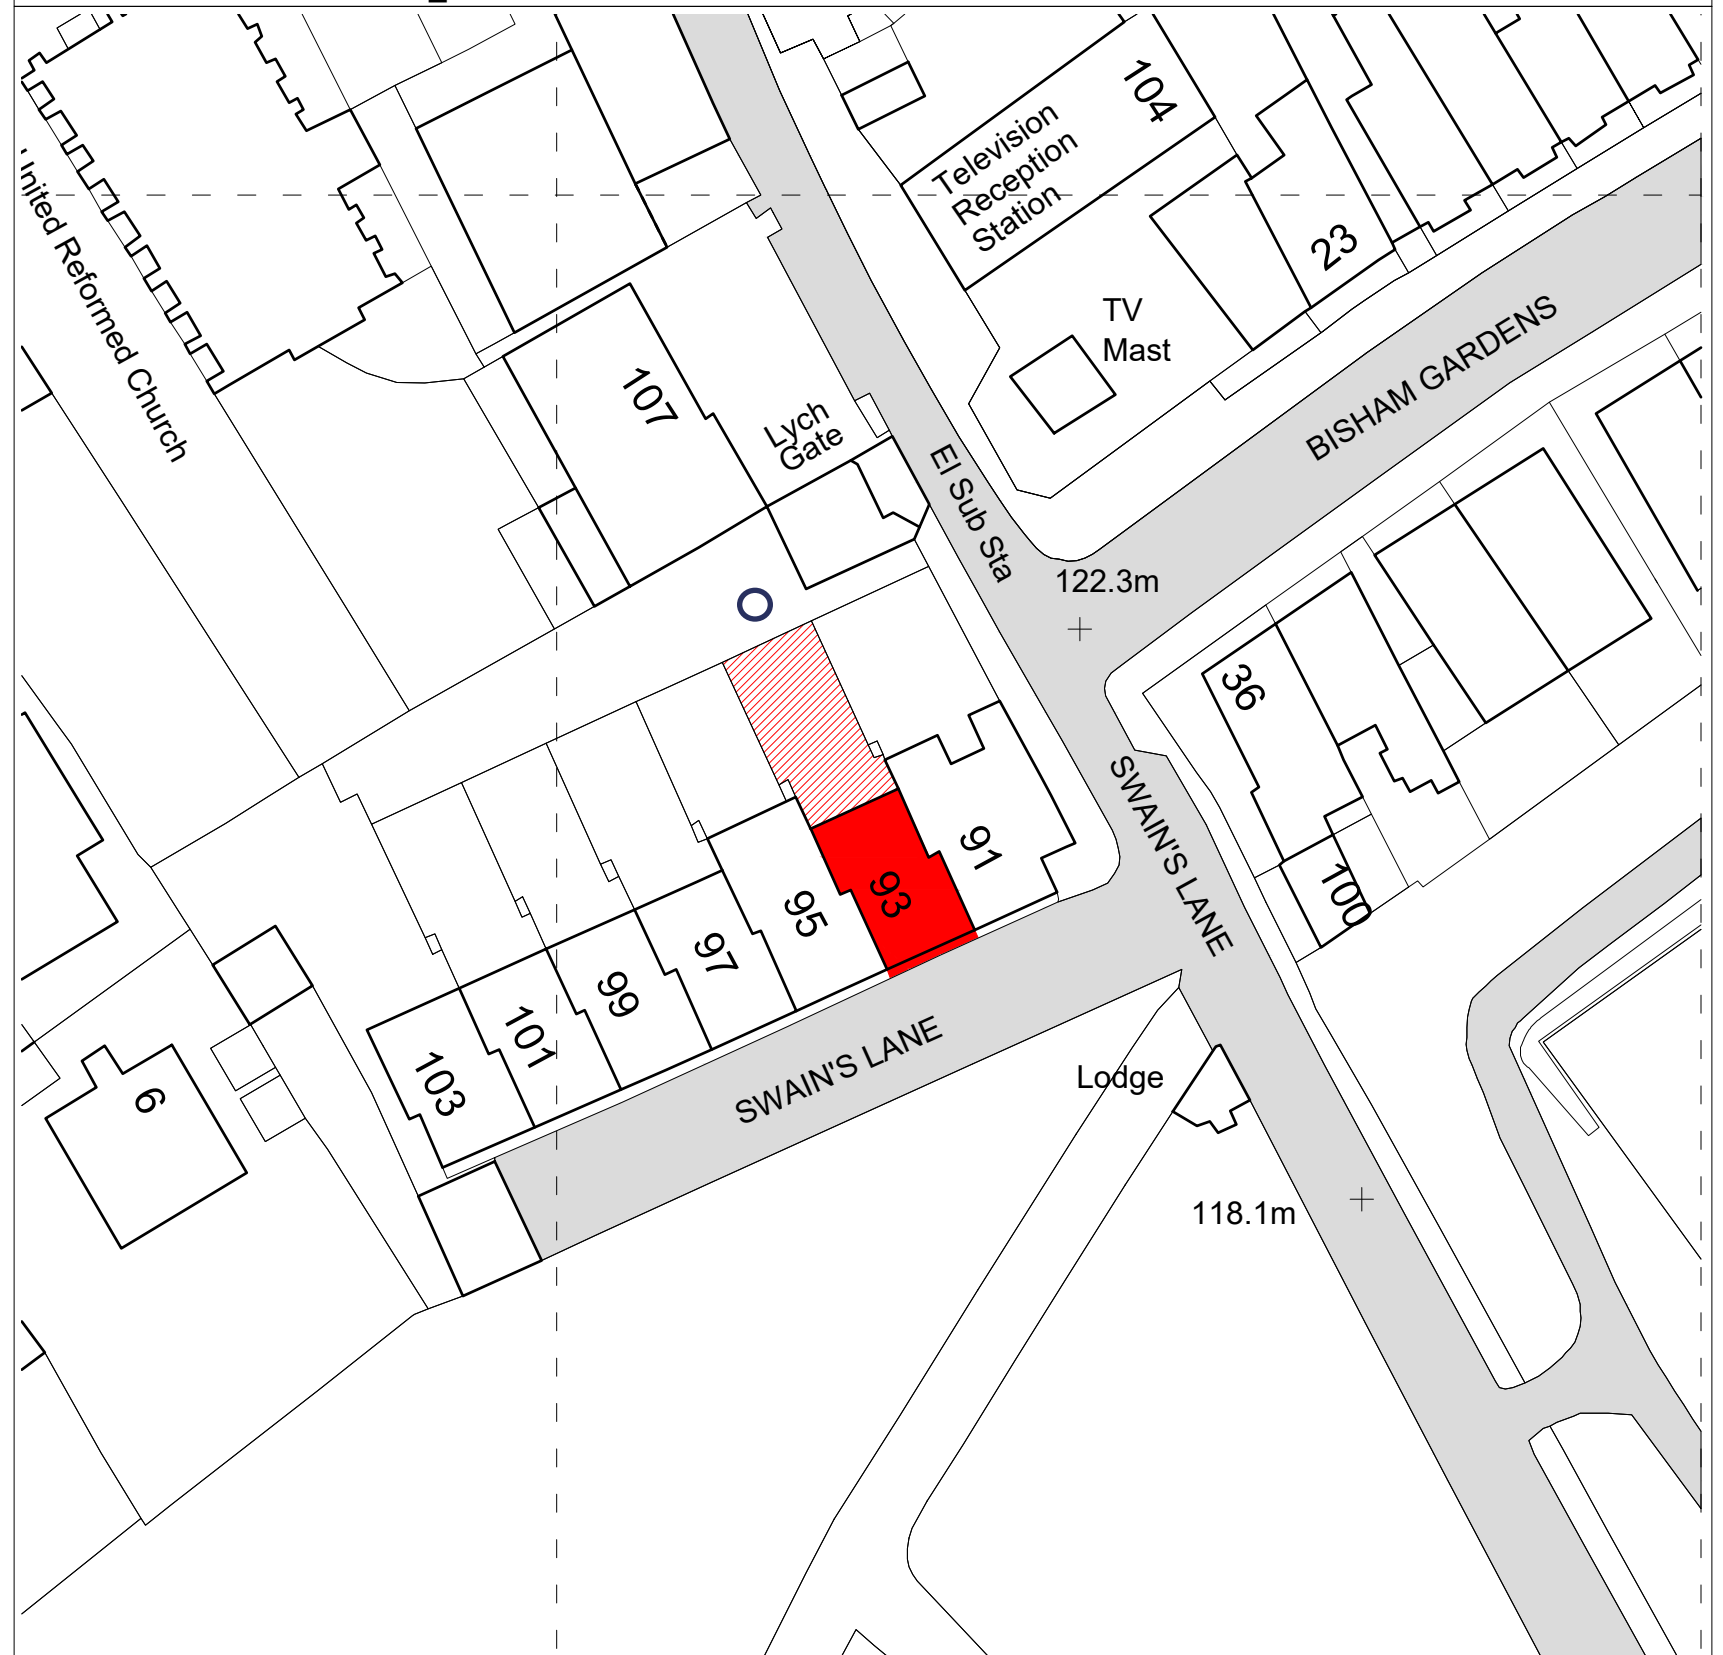 104
Television
Reception
Station
United Reformed Church
23
TV
Mast
BISHAM GARDENS
107
Lych
Gate
El Sub Sta
122.3m
36
SWAIN'S LANE
91
93
95
100
97
99
101
103
SWAIN'S LANE
Lodge
6
118.1m